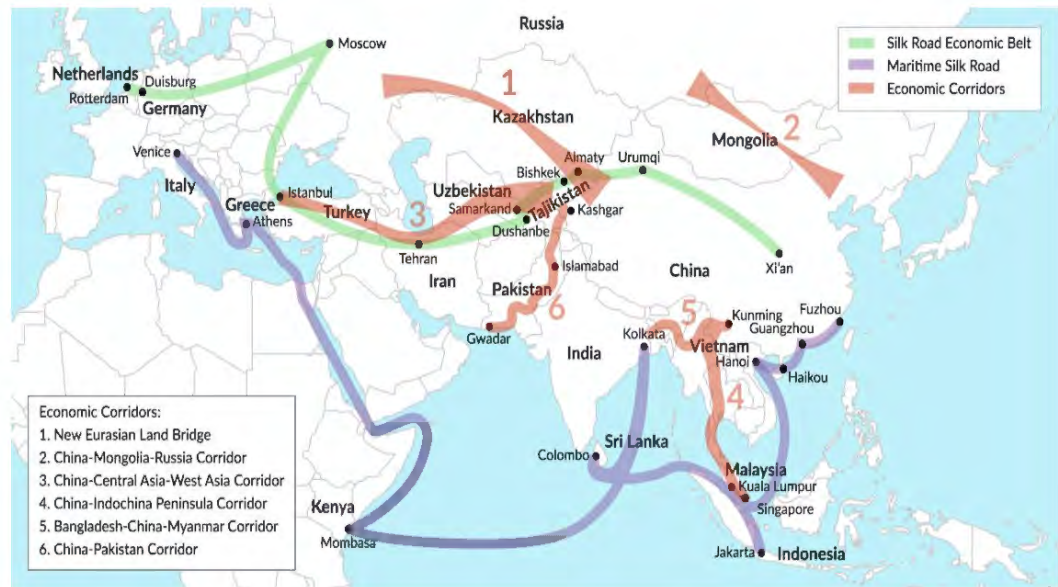 Russia
Moscow
Netherlands
Duisburg
Rotterdam
Germany
Venice
Italy
Greece
Athens
Istanbul
Turkey
3
Tehran
Iran
1
Kazakhstan
Almaty
Bishkek
Urumqi
Uzbekistan
Samarkand
Tajikistan
Dushanbe
Kashgar
Mongolia
2
Islamabad
Pakistan
6
Gwadar
China
Xi'an
India
Kolkata
5
Kunming
Fuzhou
Guangzhou
Vietnam
Hanoi
Haikou
4
Colombo
Sri Lanka
Malaysia
Kuala Lumpur
Singapore
Jakarta
Indonesia
Kenya
Mombasa
Silk Road Economic Belt
Maritime Silk Road
Economic Corridors
Economic Corridors:
1. New Eurasian Land Bridge
2. China-Mongolia-Russia Corridor
3. China-Central Asia-West Asia Corridor
4. China-Indochina Peninsula Corridor
5. Bangladesh-China-Myanmar Corridor
6. China-Pakistan Corridor